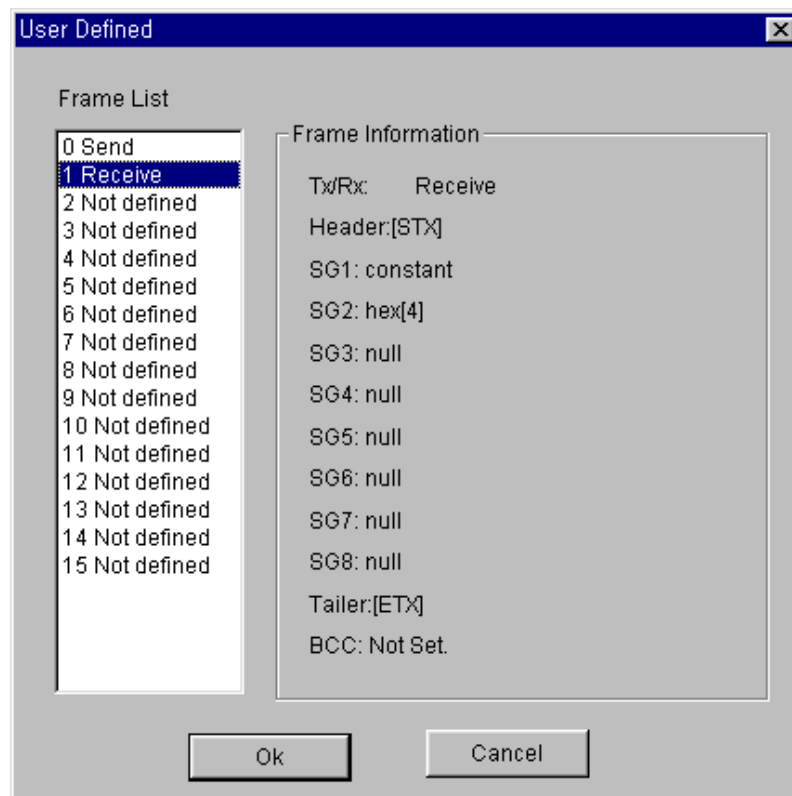 User Defined
Frame List
0 Send
1 Receive
2 Not defined
3 Not defined
4 Not defined
5 Not defined
6 Not defined
7 Not defined
8 Not defined
9 Not defined
10 Not defined
11 Not defined
12 Not defined
13 Not defined
14 Not defined
15 Not defined
Frame Information
Tx/Rx: Receive
Header:[STX]
SG1: constant
SG2: hex[4]
SG3: null
SG4: null
SG5: null
SG6: null
SG7: null
SG8: null
Tailer:[ETX]
BCC: Not Set.
Ok
Cancel